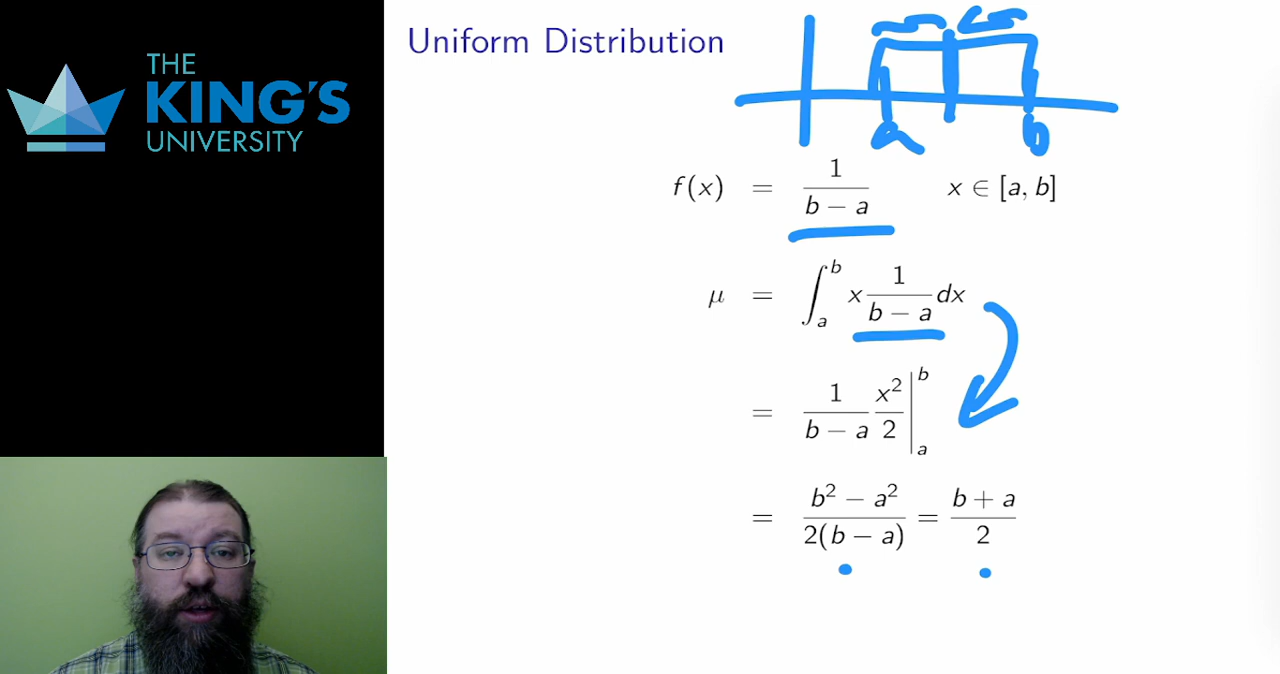 THE
KING'S
UNIVERSITY
Uniform Distribution
a b
f(x) = 1/(b − a) x ∈ [a, b]
μ = ∫_a^b x 1/(b − a) dx
= 1/(b − a) x²/2 |_a^b
= (b² − a²)/(2(b − a)) = (b + a)/2